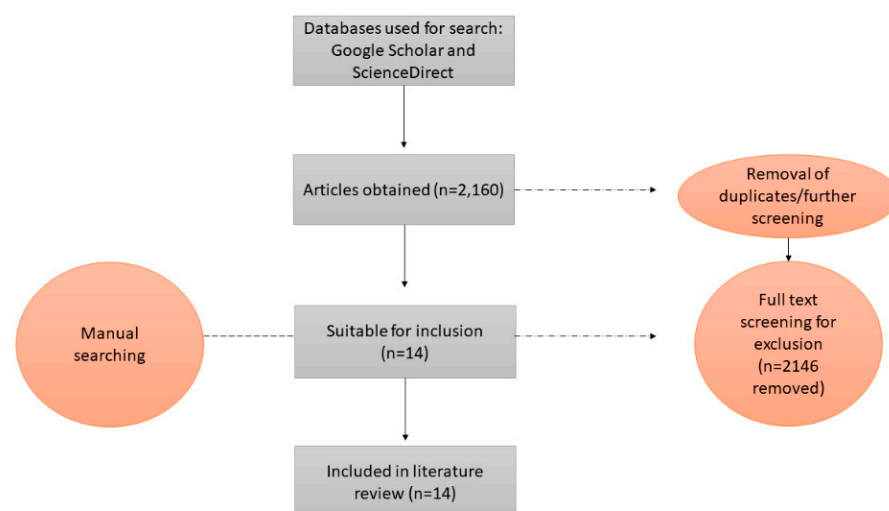 Databases used for search:
Google Scholar and
ScienceDirect
Articles obtained (n=2,160)
Removal of
duplicates/further
screening
Manual
searching
Suitable for inclusion
(n=14)
Full text
screening for
exclusion
(n=2146
removed)
Included in literature
review (n=14)